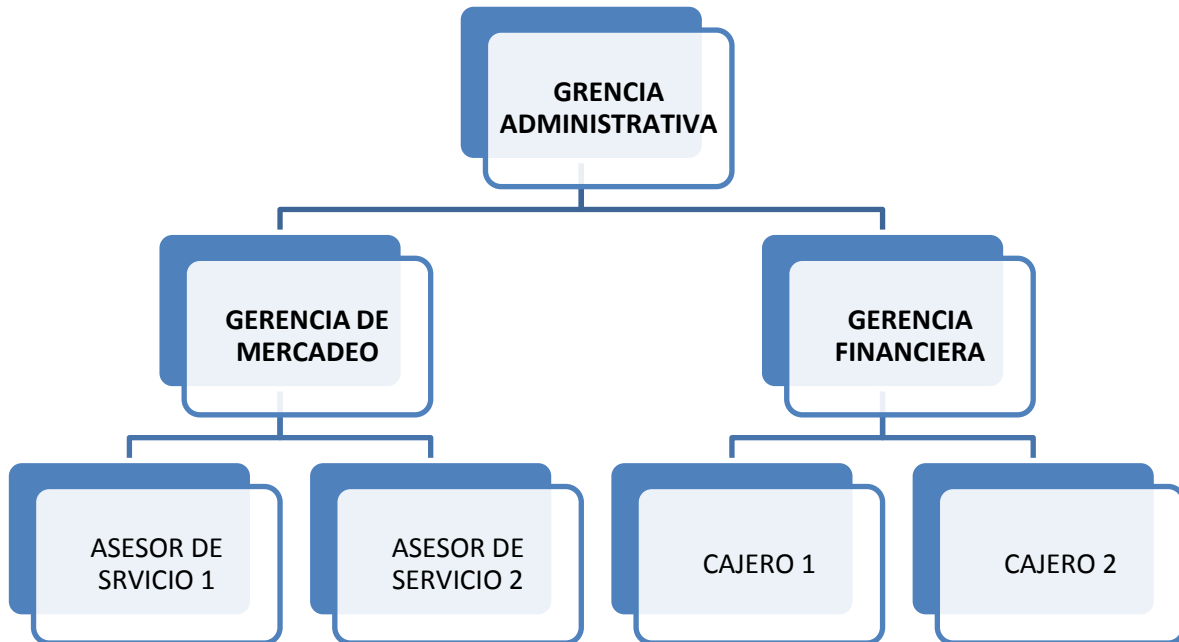 GRENCIA
ADMINISTRATIVA
GERENCIA DE
MERCADEO
GERENCIA
FINANCIERA
ASESOR DE
SRVICIO 1
ASESOR DE
SERVICIO 2
CAJERO 1
CAJERO 2